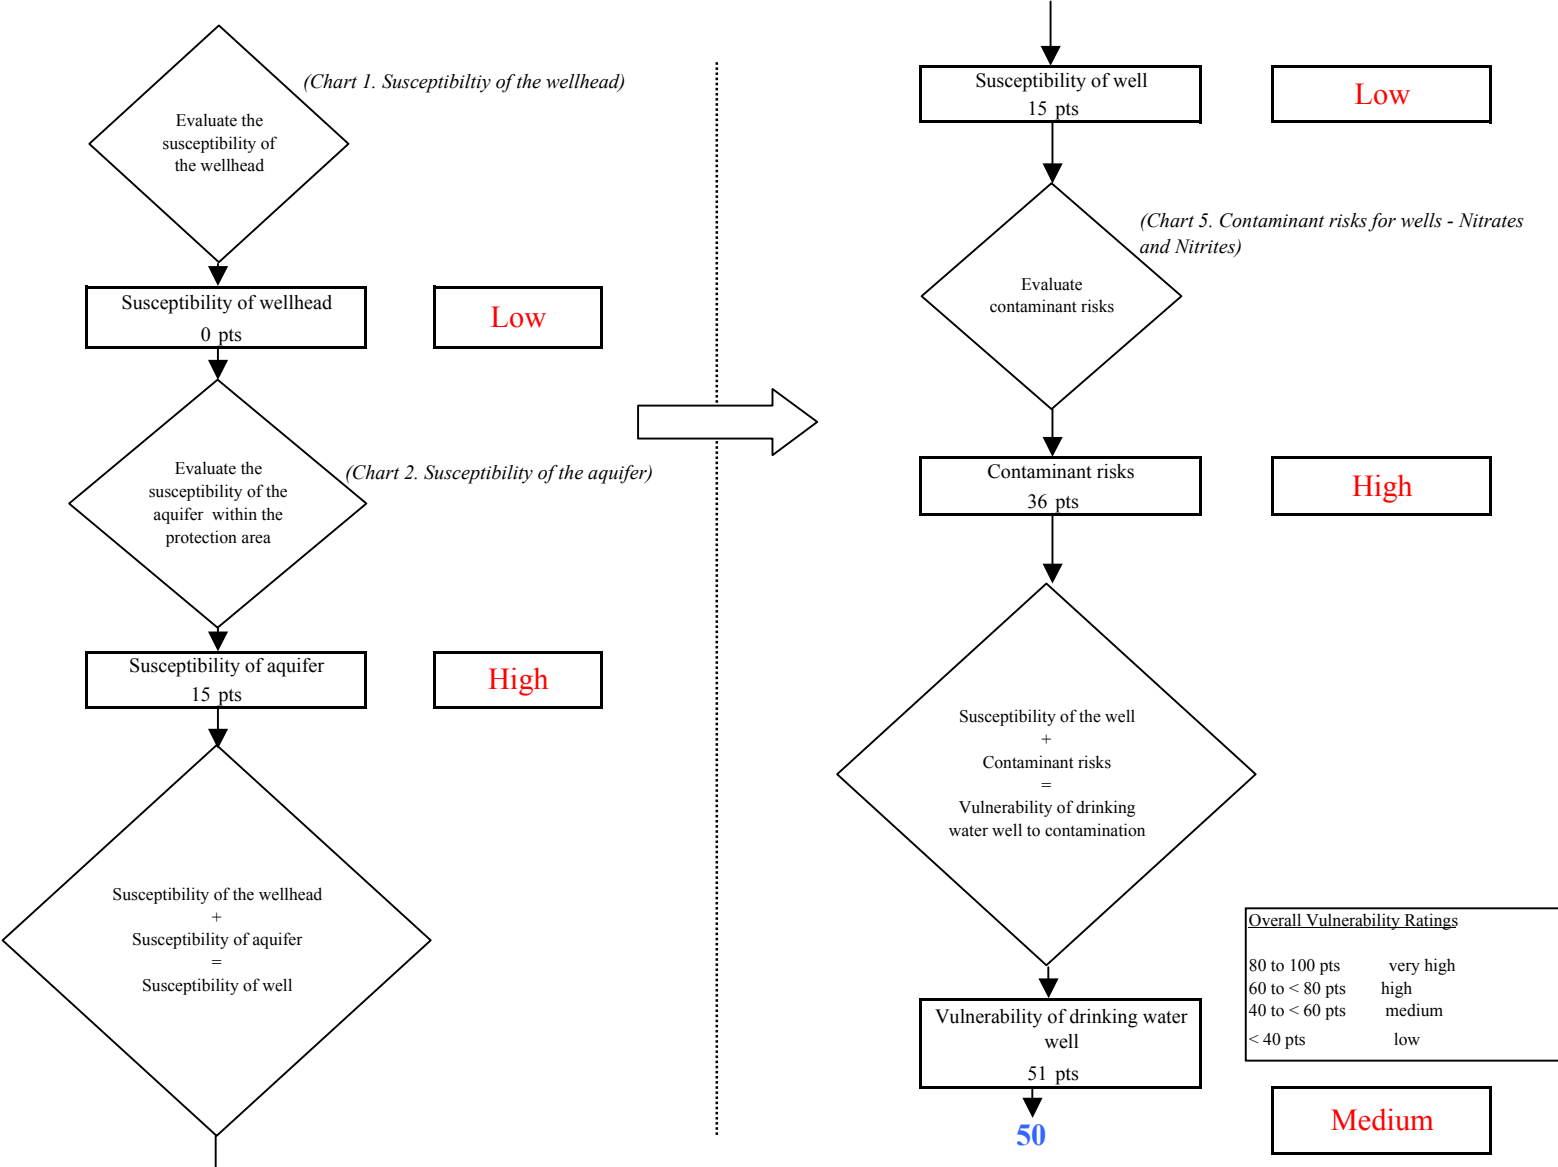 (Chart 1. Susceptibiltiy of the wellhead)
Evaluate the
susceptibility of
the wellhead
Susceptibility of wellhead
0 pts
Low
Evaluate the
susceptibility of the
aquifer within the
protection area
(Chart 2. Susceptibility of the aquifer)
Susceptibility of aquifer
15 pts
High
Susceptibility of the wellhead
+
Susceptibility of aquifer
=
Susceptibility of well
Susceptibility of well
15 pts
Low
(Chart 5. Contaminant risks for wells - Nitrates
and Nitrites)
Evaluate
contaminant risks
Contaminant risks
36 pts
High
Susceptibility of the well
+
Contaminant risks
=
Vulnerability of drinking
water well to contamination
Overall Vulnerability Ratings
80 to 100 pts very high
60 to < 80 pts high
40 to < 60 pts medium
< 40 pts low
Vulnerability of drinking water
well
51 pts
50
Medium